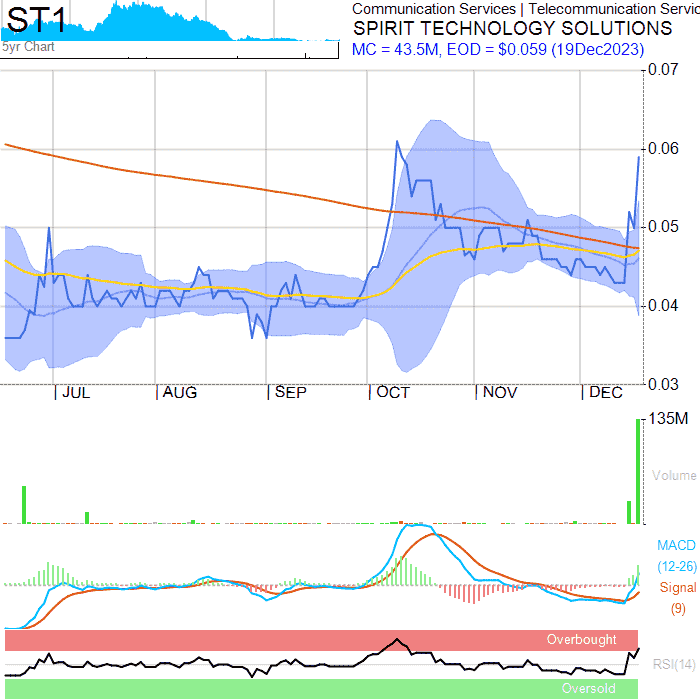 ST1
Communication Services | Telecommunication Servic
SPIRIT TECHNOLOGY SOLUTIONS
5yr Chart
MC = 43.5M, EOD = $0.059 (19Dec2023)
0.07
0.06
0.05
0.04
0.03
JUL
AUG
SEP
OCT
NOV
DEC
135M
Volume
MACD
(12-26)
Signal
(9)
Overbought
RSI(14)
Oversold